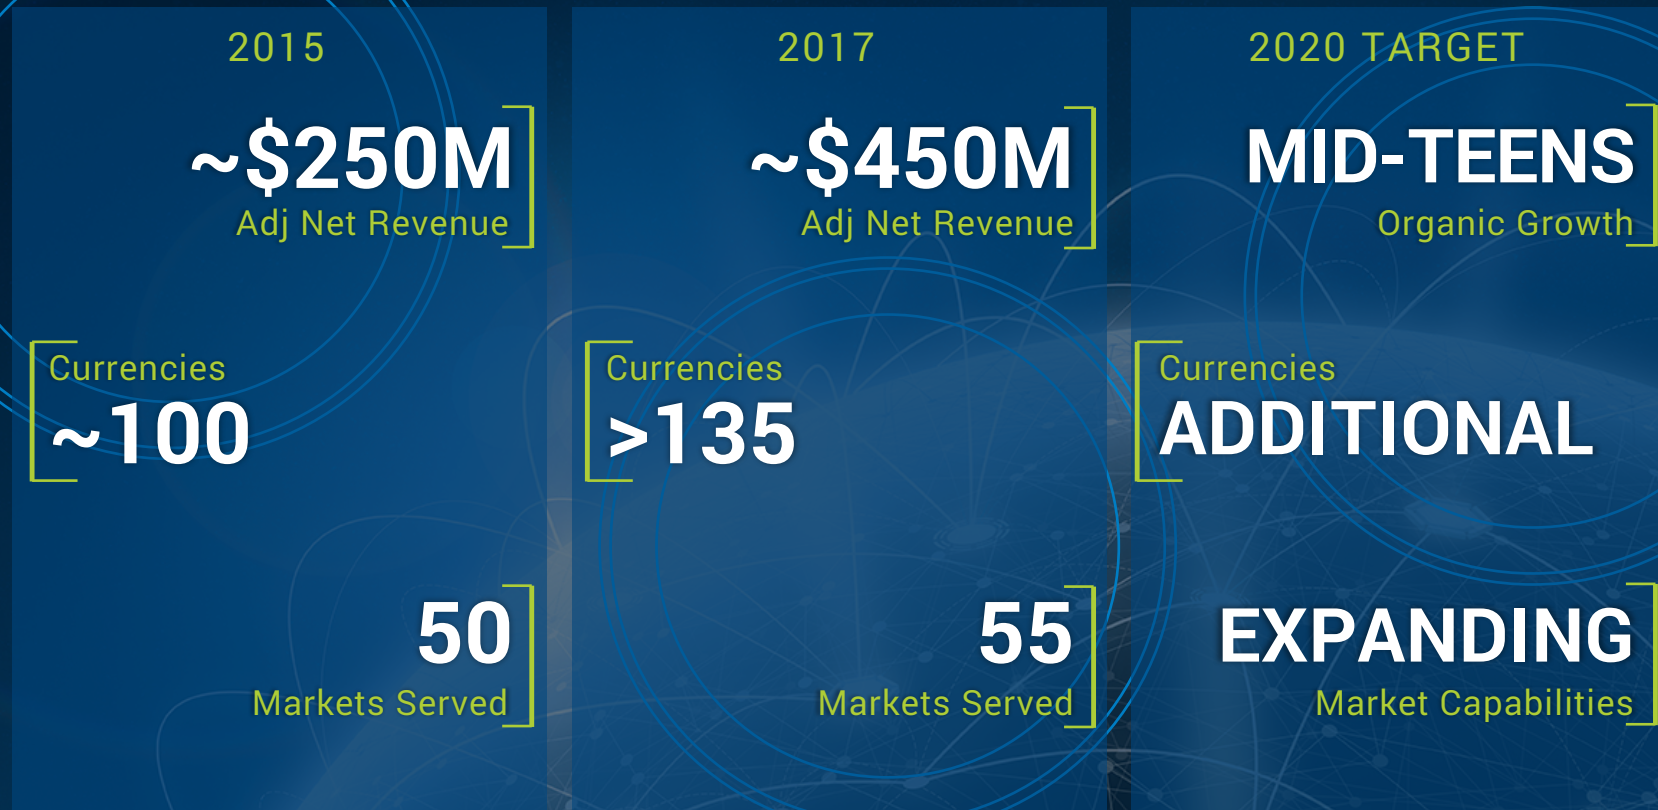 2015
~$250M
Adj Net Revenue
Currencies
~100
50
Markets Served
2017
~$450M
Adj Net Revenue
Currencies
>135
55
Markets Served
2020 TARGET
MID-TEENS
Organic Growth
Currencies
ADDITIONAL
EXPANDING
Market Capabilities